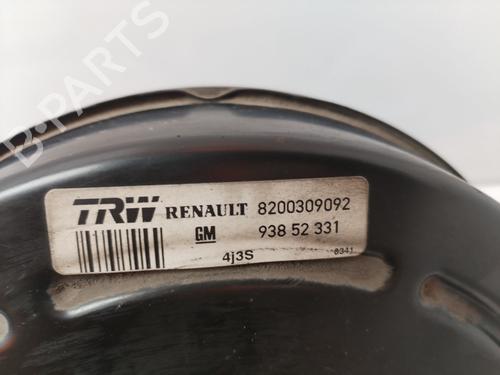 B-PARTS
TRW RENAULT 8200309092
GM 938 52 331
4j3S 0341